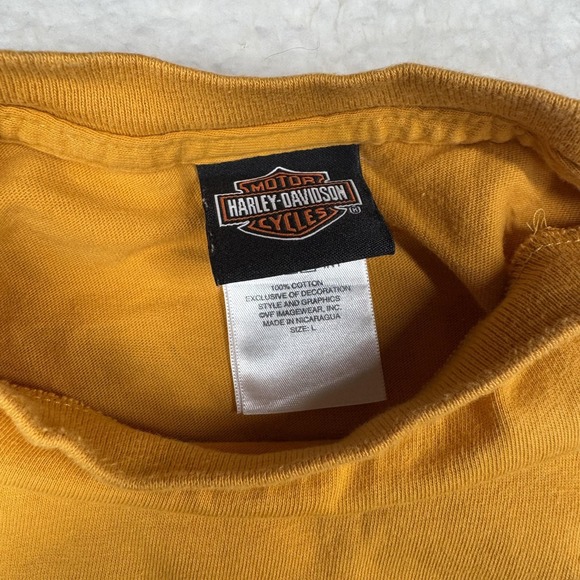 MOTOR
HARLEY-DAVIDSON
CYCLES
®
100% COTTON
EXCLUSIVE OF DECORATION
STYLE AND GRAPHICS
©VF IMAGEWEAR, INC.
MADE IN NICARAGUA
SIZE: L